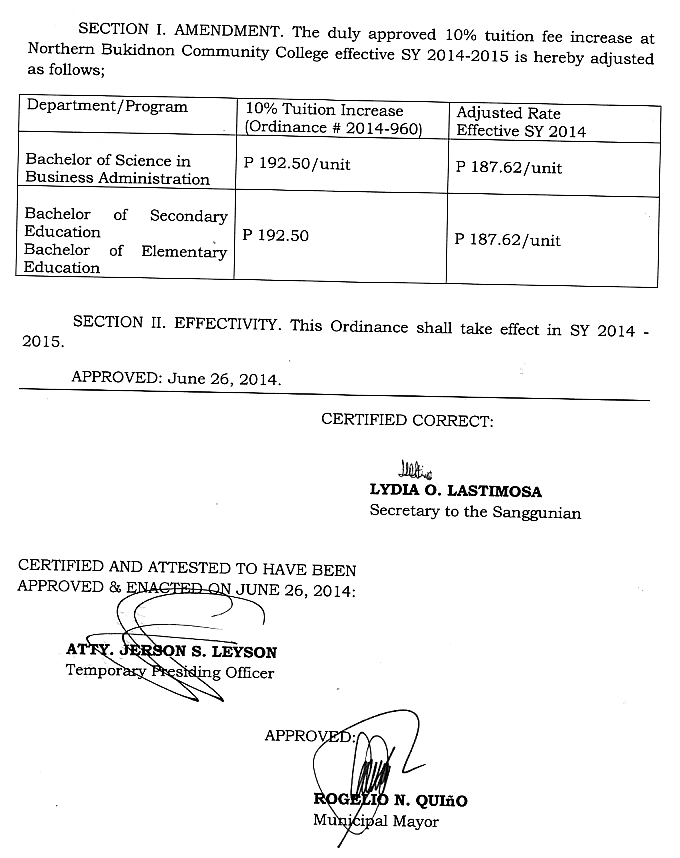 SECTION I. AMENDMENT. The duly approved 10% tuition fee increase at
Northern Bukidnon Community College effective SY 2014-2015 is hereby adjusted
as follows;
Department/Program
10% Tuition Increase
(Ordinance # 2014-960)
Adjusted Rate
Effective SY 2014
Bachelor of Science in
Business Administration
P 192.50/unit
P 187.62/unit
Bachelor of Secondary
Education
Bachelor of Elementary
Education
P 192.50
P 187.62/unit
SECTION II. EFFECTIVITY. This Ordinance shall take effect in SY 2014 -
2015.
APPROVED: June 26, 2014.
CERTIFIED CORRECT:
LYDIA O. LASTIMOSA
Secretary to the Sanggunian
CERTIFIED AND ATTESTED TO HAVE BEEN
APPROVED & ENACTED ON JUNE 26, 2014:
ATTY. JERSON S. LEYSON
Temporary Presiding Officer
APPROVED:
ROGELIO N. QUIñO
Municipal Mayor